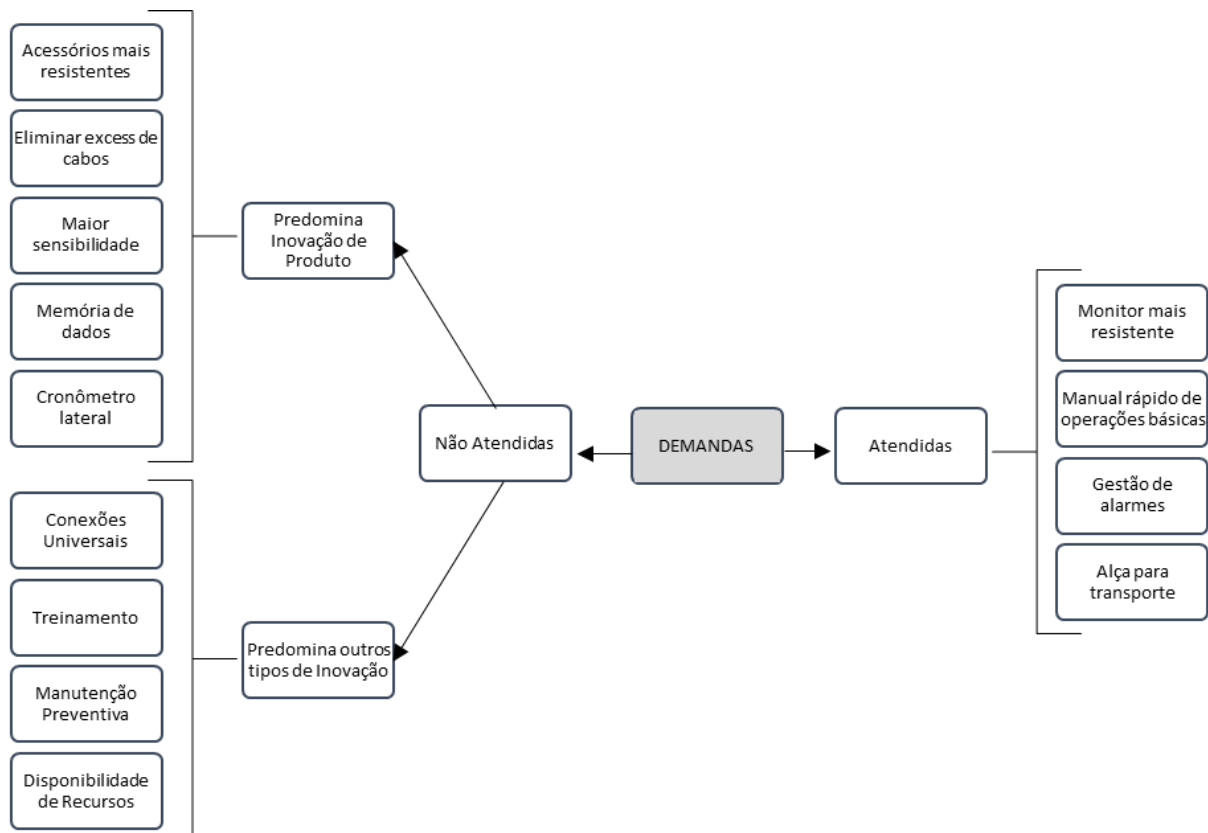 Acessórios mais
resistentes
Eliminar excess de
cabos
Maior
sensibilidade
Memória de
dados
Cronômetro
lateral
Predomina
Inovação de
Produto
Conexões
Universais
Treinamento
Manutenção
Preventiva
Disponibilidade
de Recursos
Predomina outros
tipos de Inovação
Não Atendidas
DEMANDAS
Atendidas
Monitor mais
resistente
Manual rápido de
operações básicas
Gestão de
alarmes
Alça para
transporte